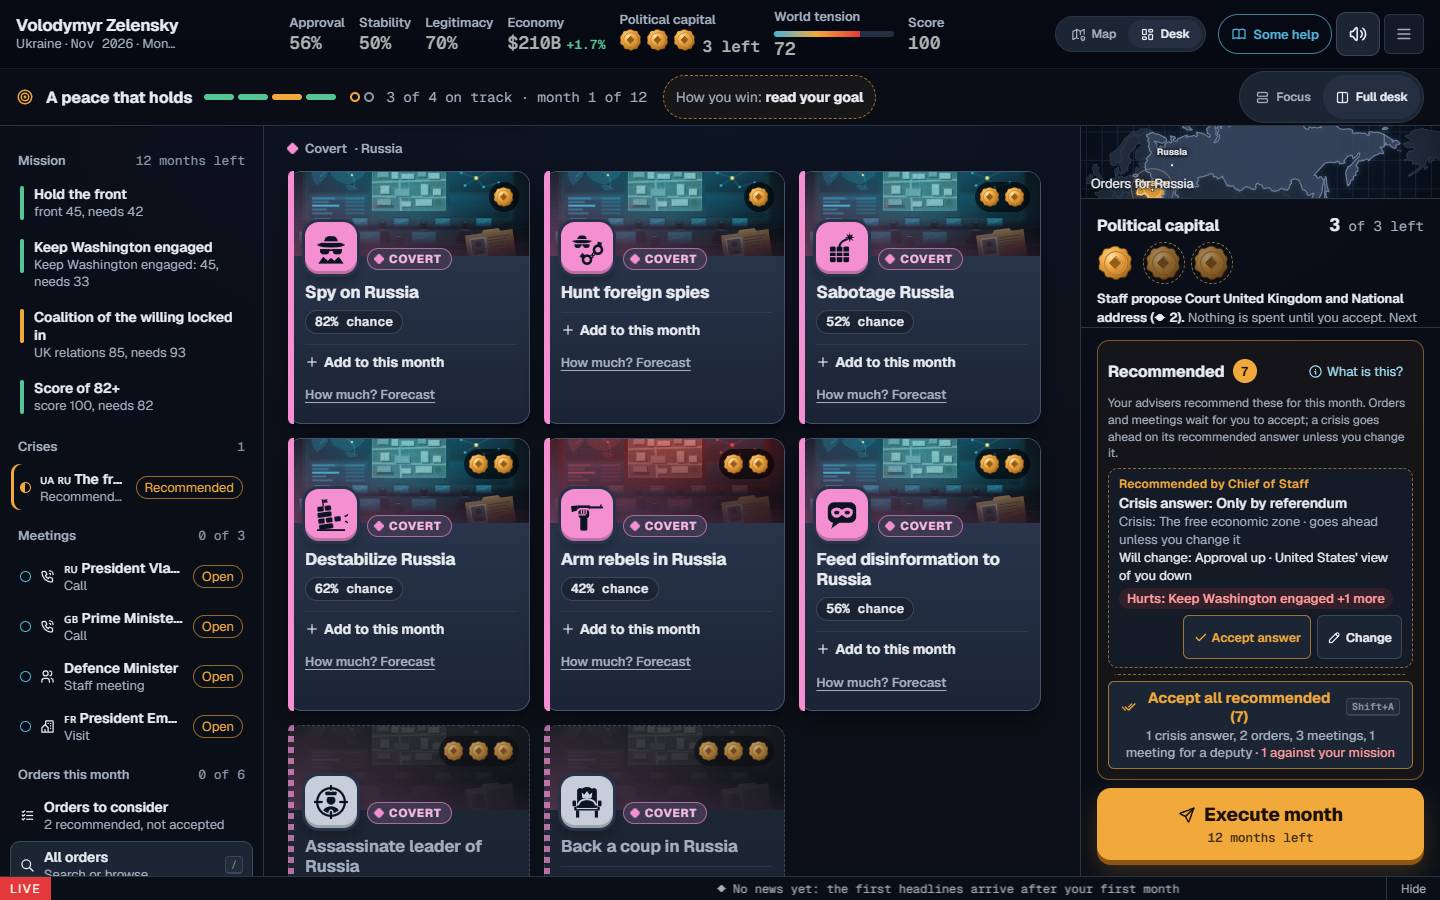 Volodymyr Zelensky
Ukraine · Nov 2026 · Mon…
Approval
56%
Stability
50%
Legitimacy
70%
Economy
$210B +1.7%
Political capital
3 left
World tension
72
Score
100
Map
Desk
Some help
A peace that holds
3 of 4 on track · month 1 of 12
How you win: read your goal
Focus
Full desk
Mission
12 months left
Hold the front
front 45, needs 42
Keep Washington engaged
Keep Washington engaged: 45,
needs 33
Coalition of the willing locked
in
UK relations 85, needs 93
Score of 82+
score 100, needs 82
Crises
1
UA RU The fr…
Recommend…
Recommended
Meetings
0 of 3
RU President Vla…
Call
Open
GB Prime Ministe…
Call
Open
Defence Minister
Staff meeting
Open
FR President Em…
Visit
Open
Orders this month
0 of 6
Orders to consider
2 recommended, not accepted
All orders
Search or browse
/
Covert · Russia
COVERT
Spy on Russia
82% chance
+ Add to this month
How much? Forecast
COVERT
Hunt foreign spies
+ Add to this month
How much? Forecast
COVERT
Sabotage Russia
52% chance
+ Add to this month
How much? Forecast
COVERT
Destabilize Russia
62% chance
+ Add to this month
How much? Forecast
COVERT
Arm rebels in Russia
42% chance
+ Add to this month
How much? Forecast
COVERT
Feed disinformation to
Russia
56% chance
+ Add to this month
How much? Forecast
COVERT
Assassinate leader of
Russia
COVERT
Back a coup in Russia
Russia
Orders for Russia
Political capital
3 of 3 left
Staff propose Court United Kingdom and National
address (◆ 2). Nothing is spent until you accept. Next
Recommended 7
What is this?
Your advisers recommend these for this month. Orders
and meetings wait for you to accept; a crisis goes
ahead on its recommended answer unless you change
it.
Recommended by Chief of Staff
Crisis answer: Only by referendum
Crisis: The free economic zone · goes ahead
unless you change it
Will change: Approval up · United States' view
of you down
Hurts: Keep Washington engaged +1 more
Accept answer
Change
Accept all recommended
(7)
Shift+A
1 crisis answer, 2 orders, 3 meetings, 1
meeting for a deputy · 1 against your mission
Execute month
12 months left
LIVE
◆ No news yet: the first headlines arrive after your first month
Hide